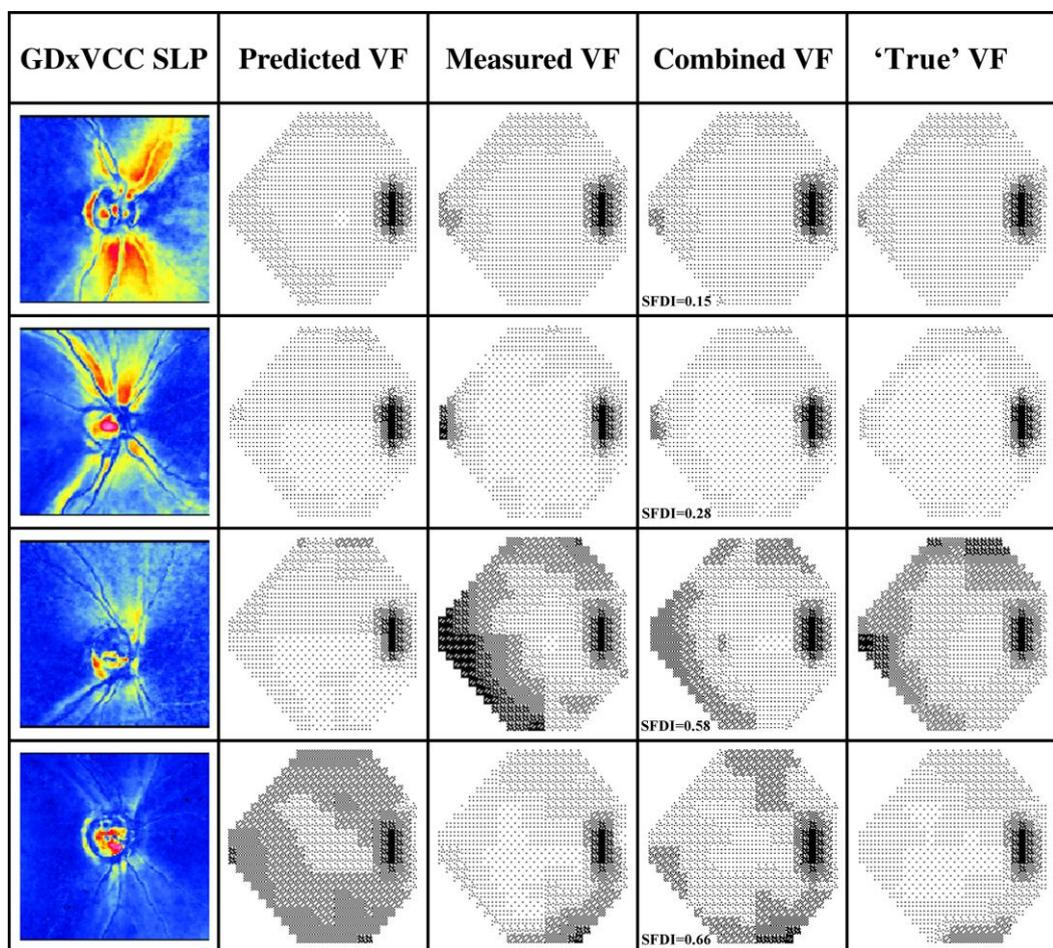 GDxVCC SLP Predicted VF Measured VF Combined VF ‘True’ VF
SFDI=0.15
SFDI=0.28
SFDI=0.58
SFDI=0.66